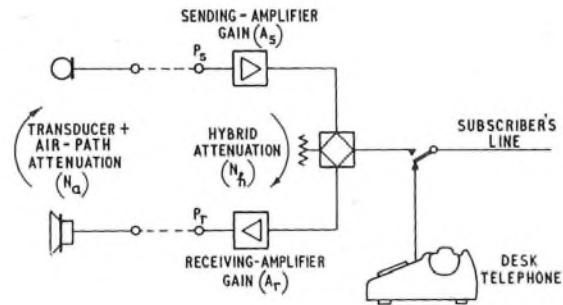 SENDING-AMPLIFIER
GAIN (As)
Ps
TRANSDUCER +
AIR-PATH
ATTENUATION
(Na)
HYBRID
ATTENUATION
(Nh)
SUBSCRIBER'S
LINE
Pr
RECEIVING-AMPLIFIER
GAIN (Ar)
DESK
TELEPHONE